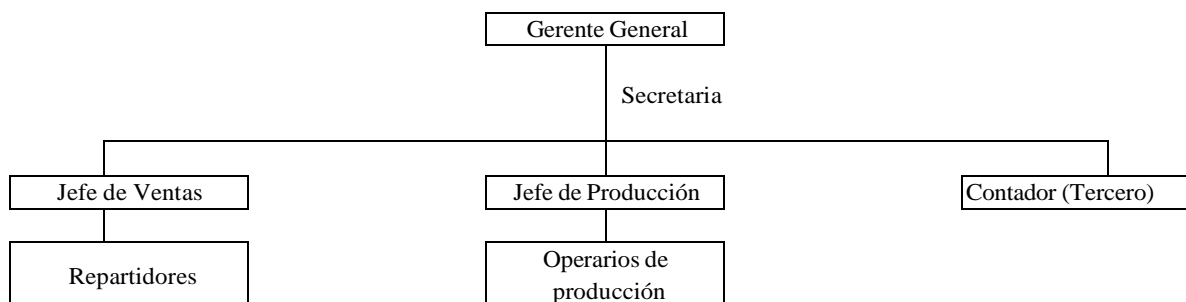 Gerente General
Secretaria
Jefe de Ventas
Jefe de Producción
Contador (Tercero)
Repartidores
Operarios de
producción